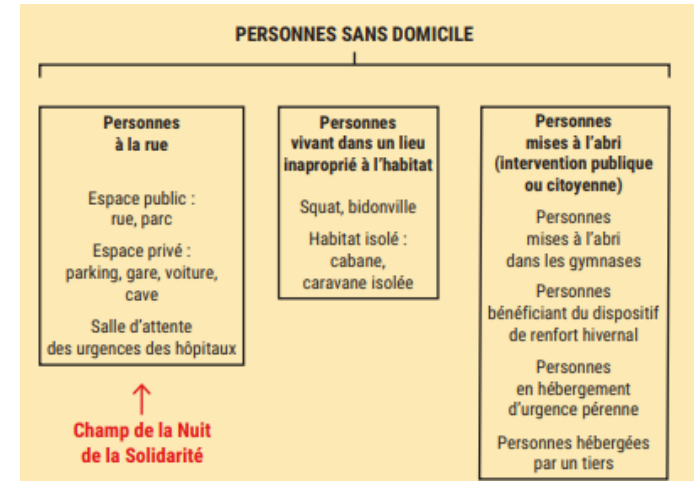 PERSONNES SANS DOMICILE
Personnes
à la rue
Espace public :
rue, parc
Espace privé :
parking, gare, voiture,
cave
Salle d'attente
des urgences des hôpitaux
Champ de la Nuit
de la Solidarité
Personnes
vivant dans un lieu
inaproprié à l'habitat
Squat, bidonville
Habitat isolé :
cabane,
caravane isolée
Personnes
mises à l'abri
(intervention publique
ou citoyenne)
Personnes
mises à l'abri
dans les gymnases
Personnes
bénéficiant du dispositif
de renfort hivernal
Personnes
en hébergement
d'urgence pérenne
Personnes hébergées
par un tiers